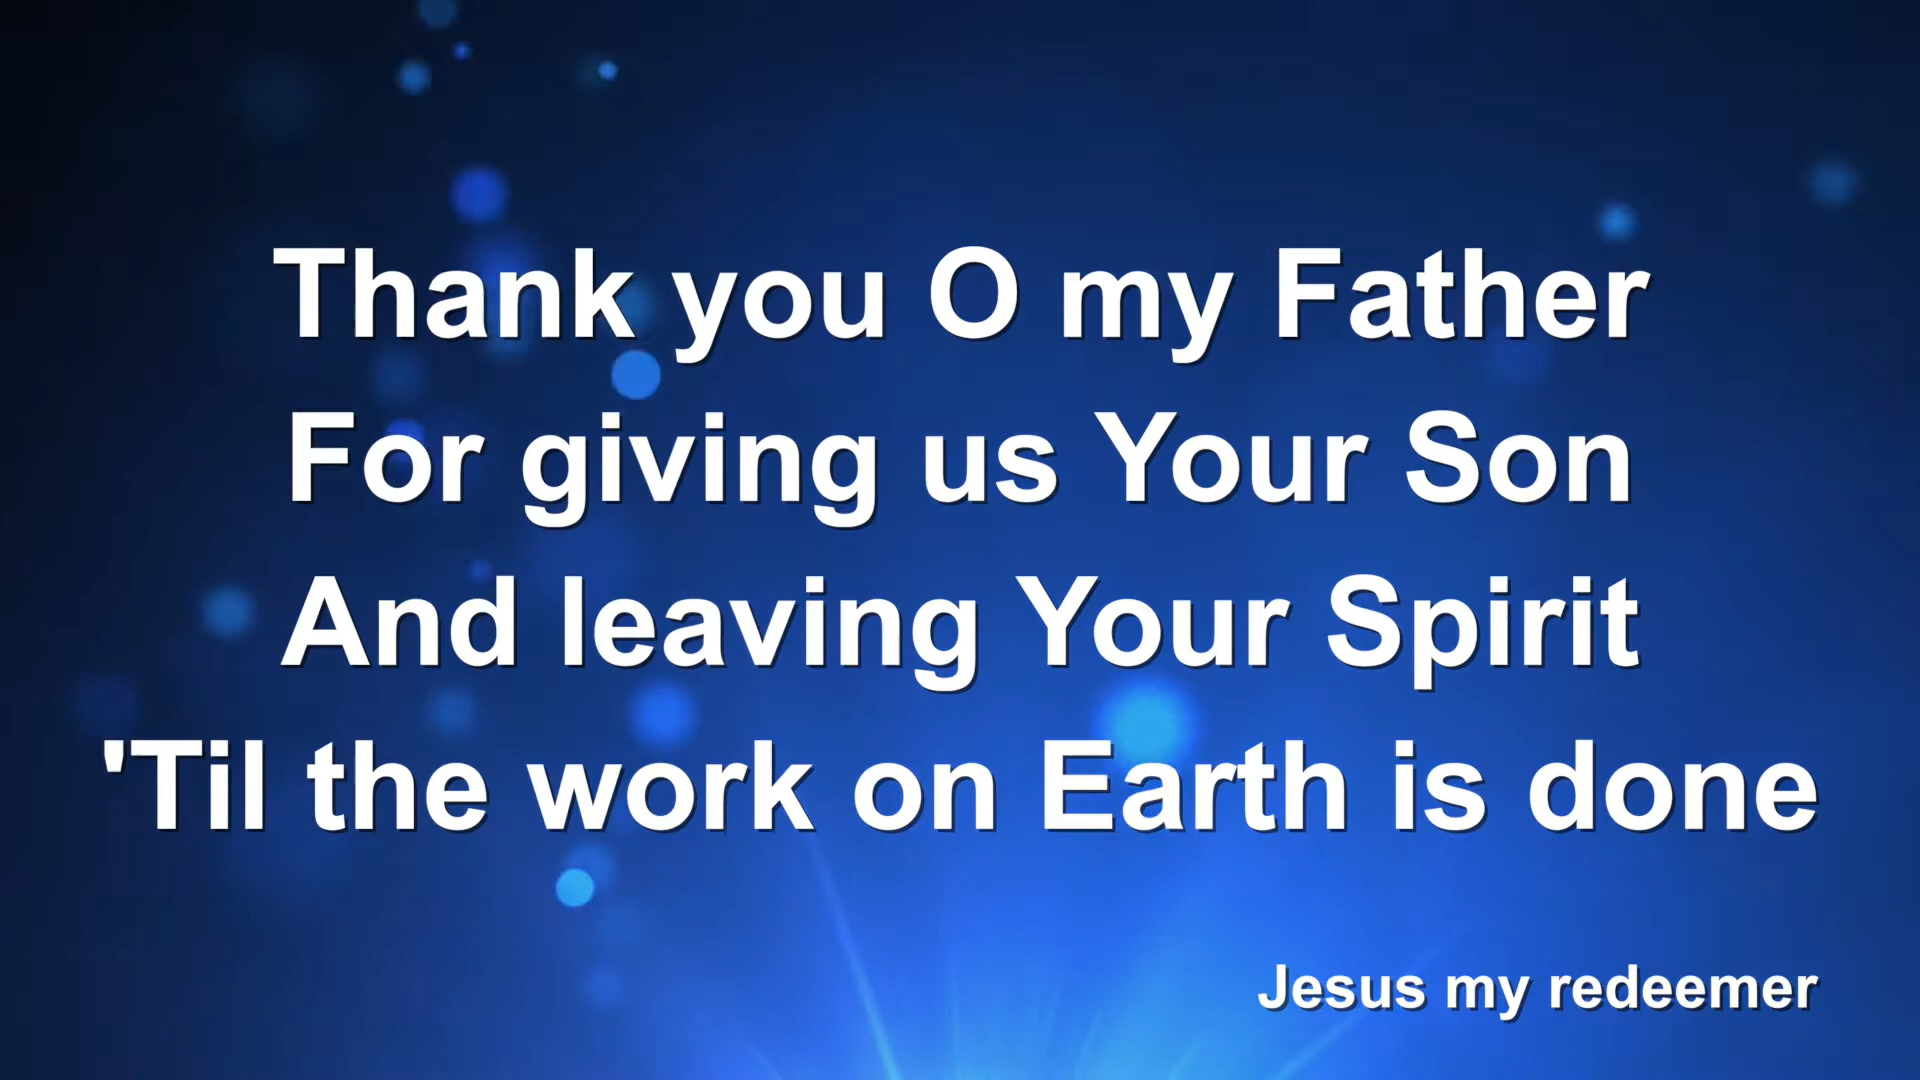 Thank you O my Father
For giving us Your Son
And leaving Your Spirit
'Til the work on Earth is done
Jesus my redeemer